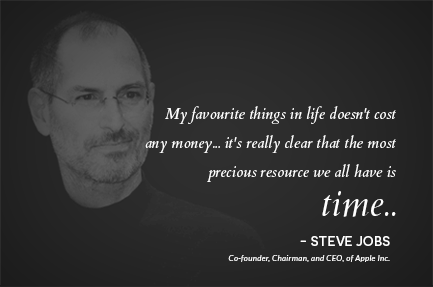 My favourite things in life doesn't cost
any money... it's really clear that the most
precious resource we all have is
time..
- STEVE JOBS
Co-founder, Chairman, and CEO, of Apple Inc.